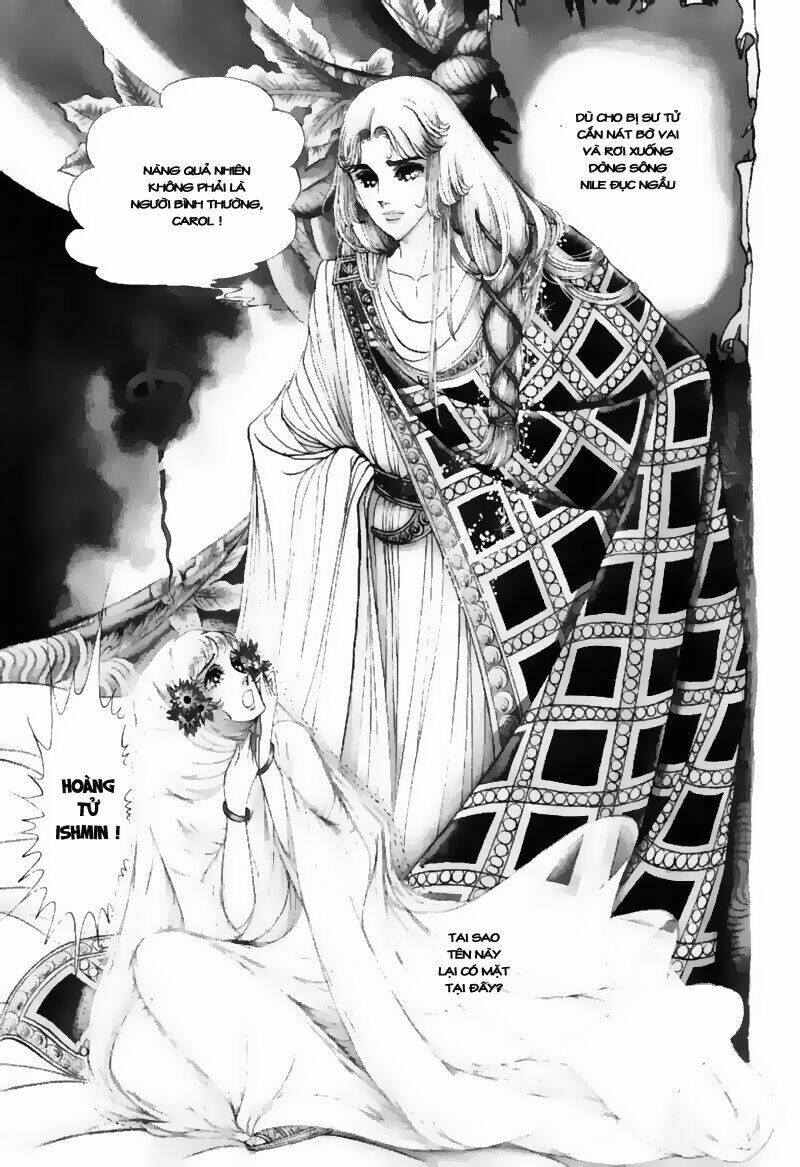 DÙ CHO BỊ SƯ TỬ
CẮN NÁT BỜ VAI
VÀ RƠI XUỐNG
DÒNG SÔNG
NILE ĐỤC NGẦU
NÀNG QUẢ NHIÊN
KHÔNG PHẢI LÀ
NGƯỜI BÌNH THƯỜNG,
CAROL !
HOÀNG
TỬ
ISHMIN !
TAI SAO
TÊN NÀY
LẠI CÓ MẶT
TẠI ĐÂY?